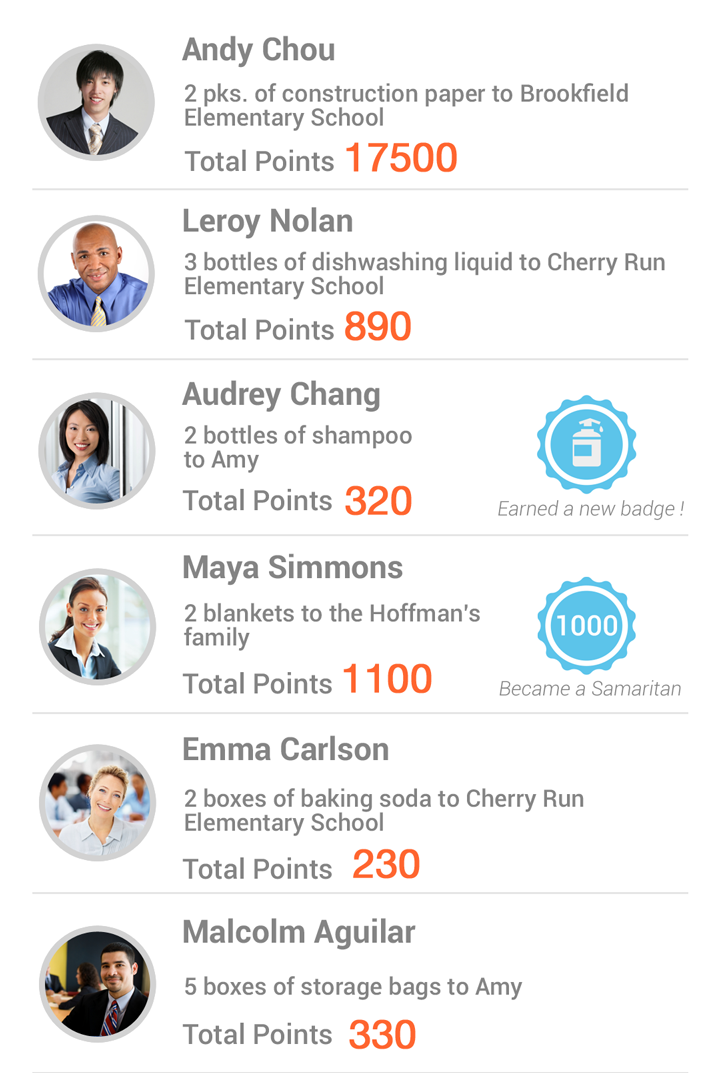 Andy Chou
2 pks. of construction paper to Brookfield
Elementary School
Total Points 17500
Leroy Nolan
3 bottles of dishwashing liquid to Cherry Run
Elementary School
Total Points 890
Audrey Chang
2 bottles of shampoo
to Amy
Total Points 320
Earned a new badge !
Maya Simmons
2 blankets to the Hoffman's
family
Total Points 1100
1000
Became a Samaritan
Emma Carlson
2 boxes of baking soda to Cherry Run
Elementary School
Total Points 230
Malcolm Aguilar
5 boxes of storage bags to Amy
Total Points 330